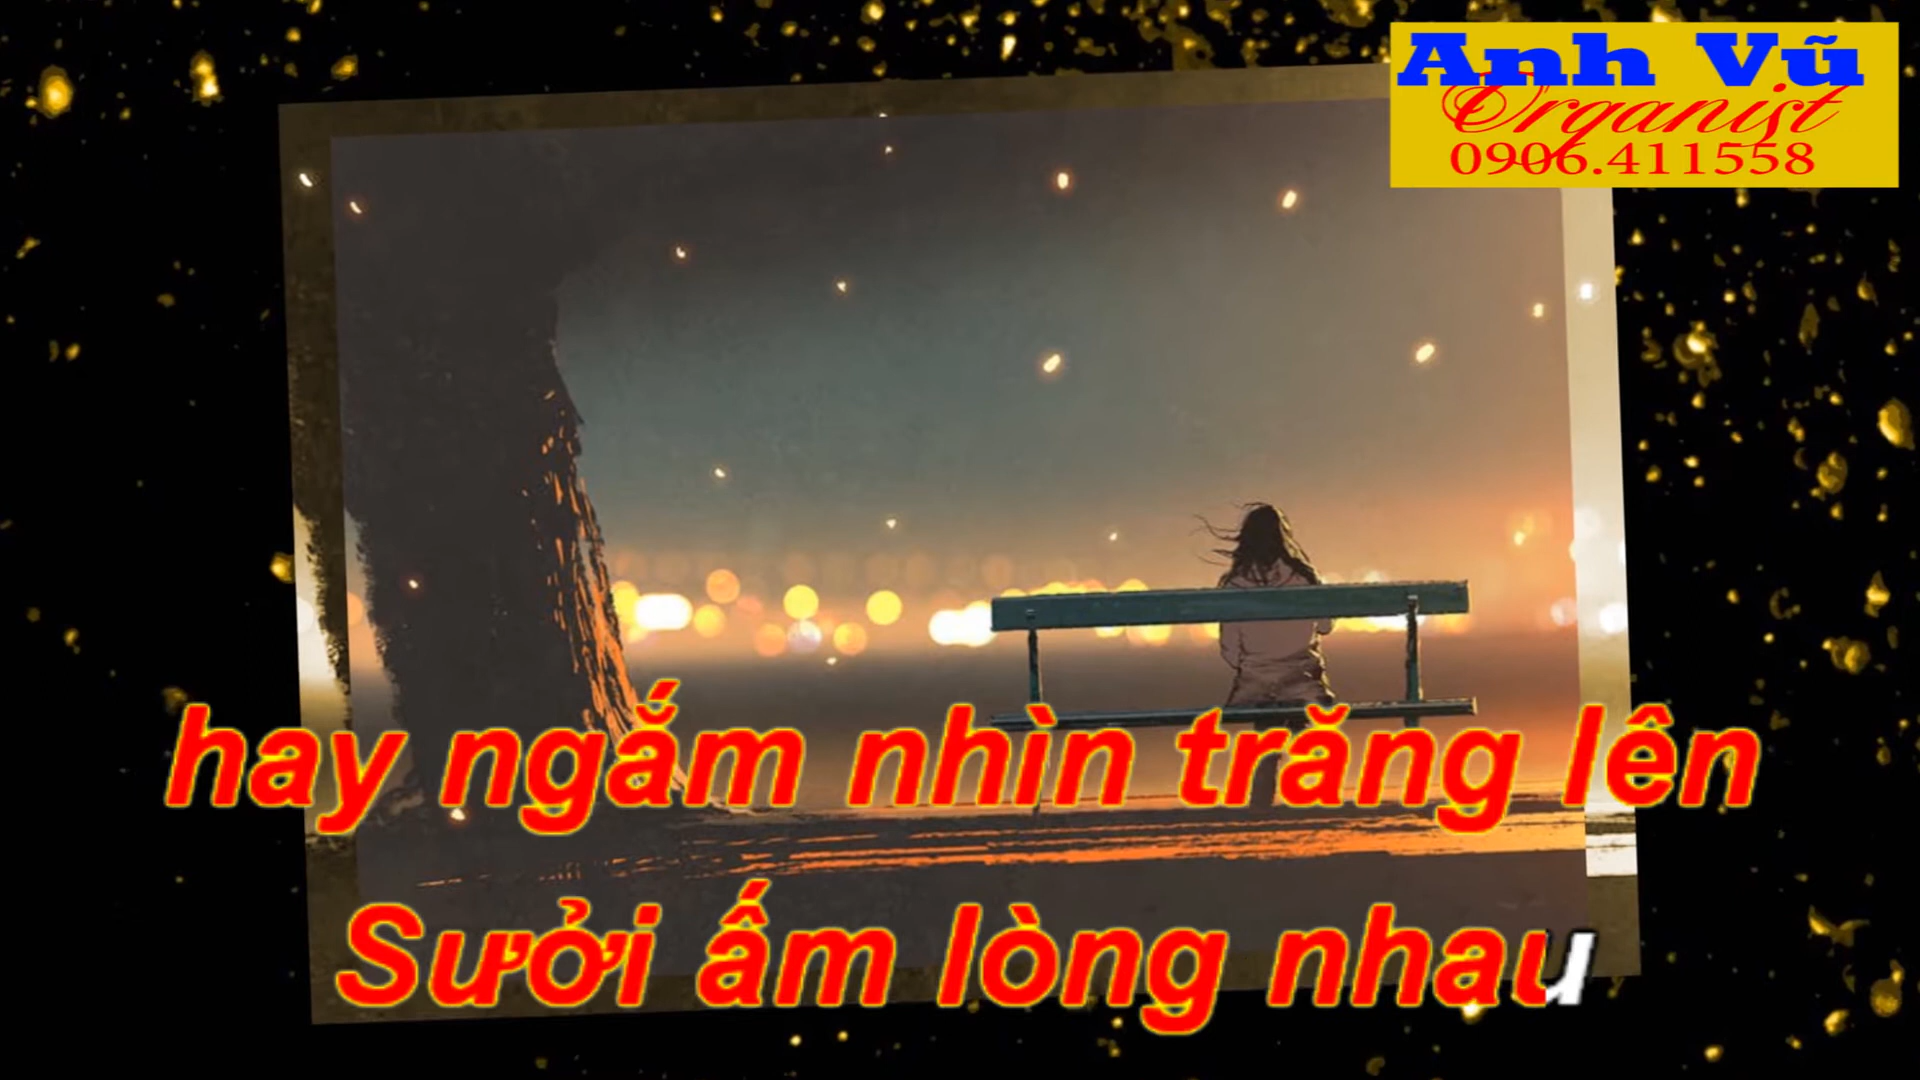 Anh Vũ
Organist
0906.411558
hay ngắm nhìn trăng lên
Sưởi ấm lòng nhau